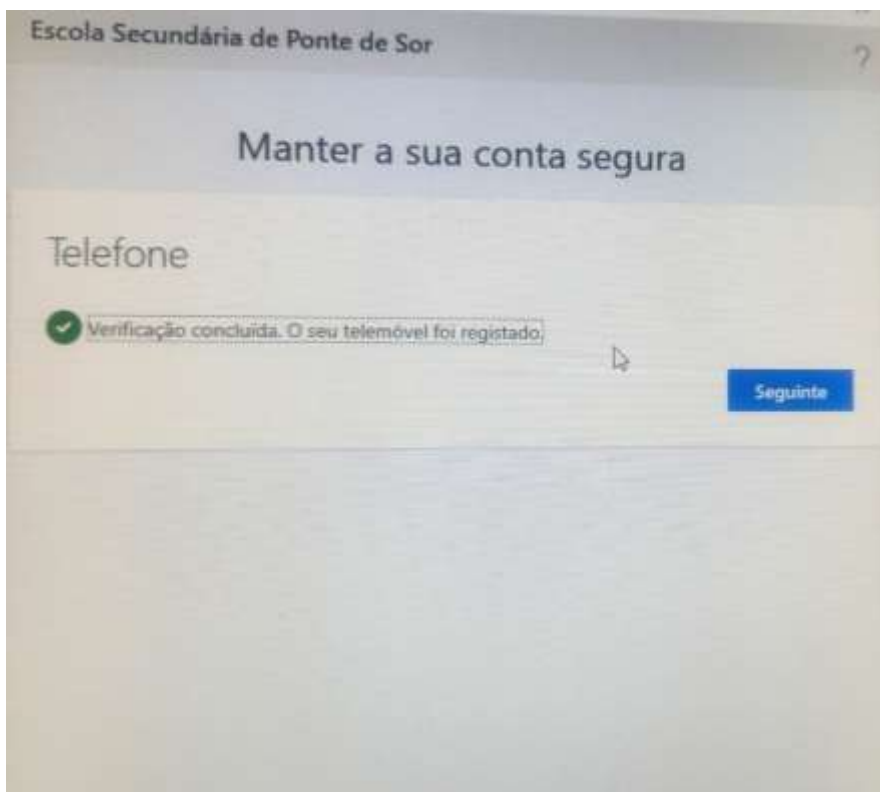 Escola Secundária de Ponte de Sor
?
Manter a sua conta segura
Telefone
Verificação concluída. O seu telemóvel foi registado.
Seguinte